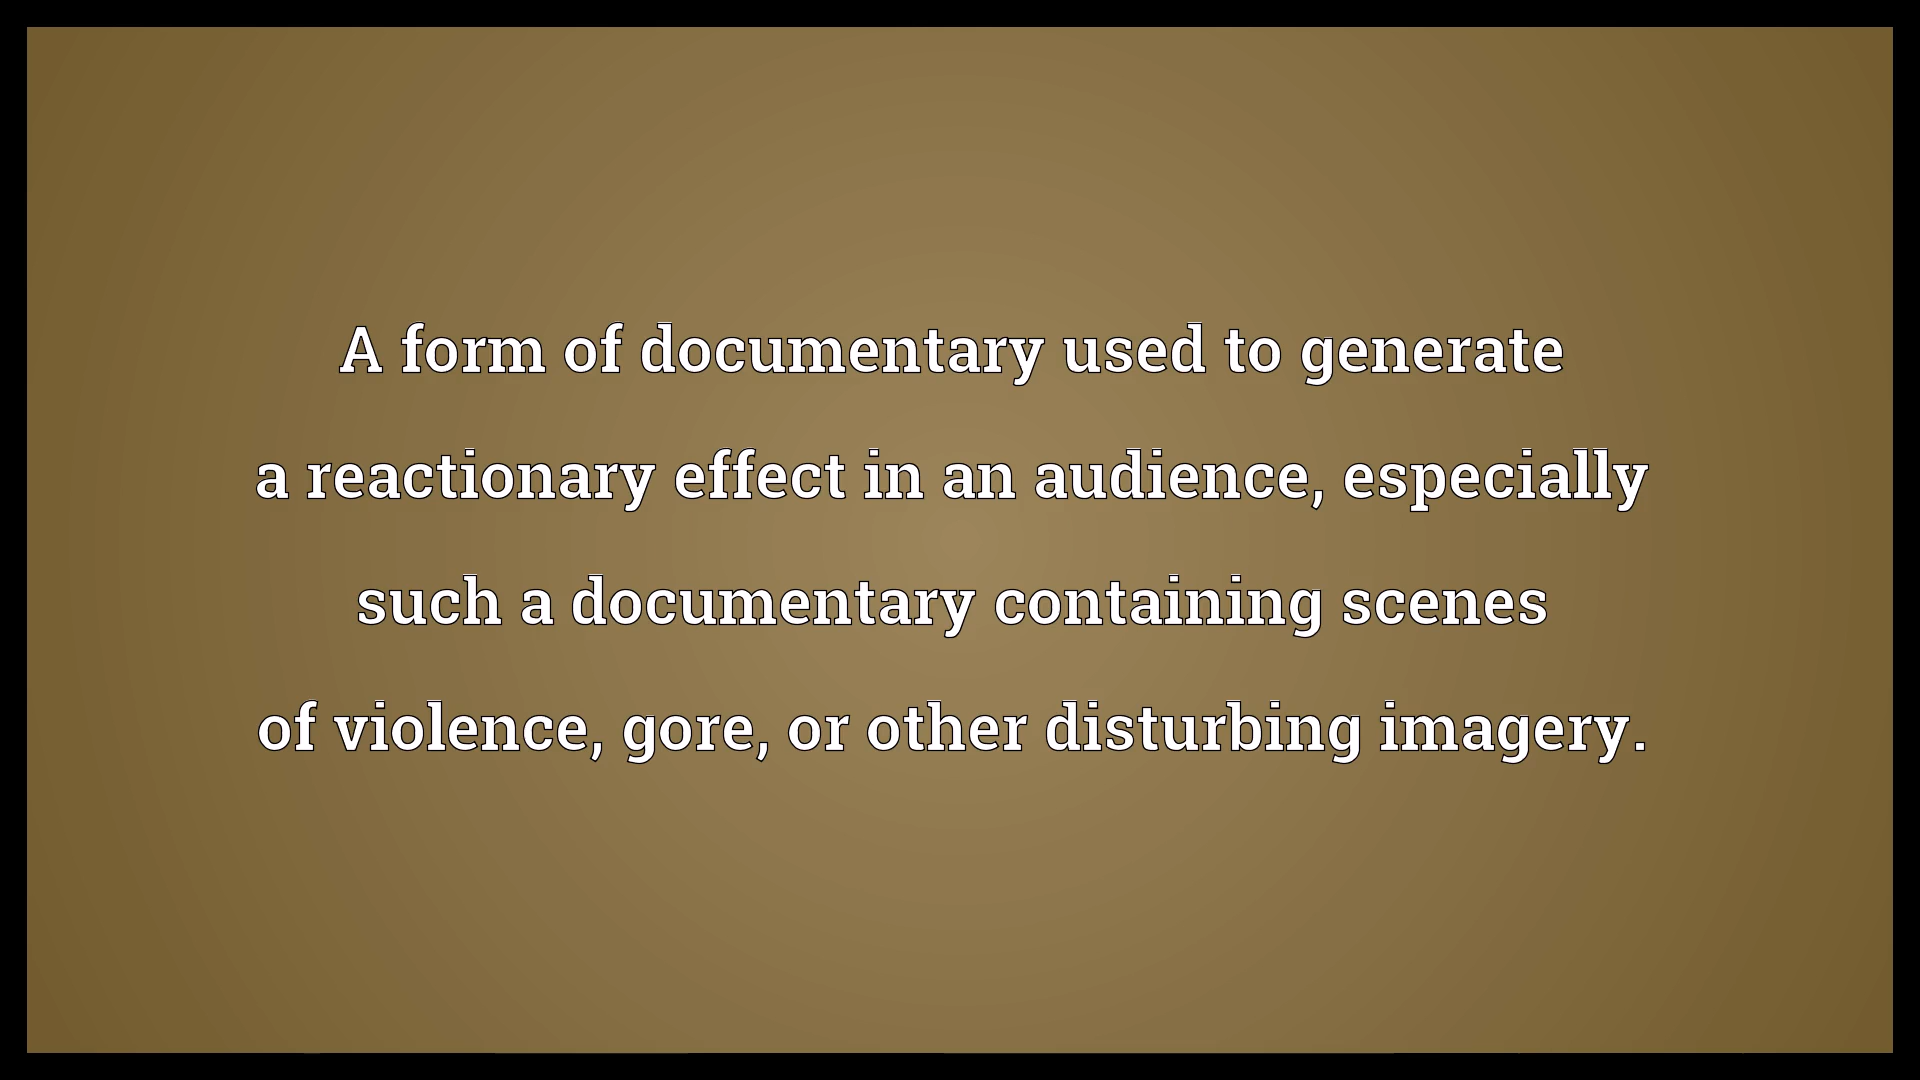 A form of documentary used to generate
a reactionary effect in an audience, especially
such a documentary containing scenes
of violence, gore, or other disturbing imagery.